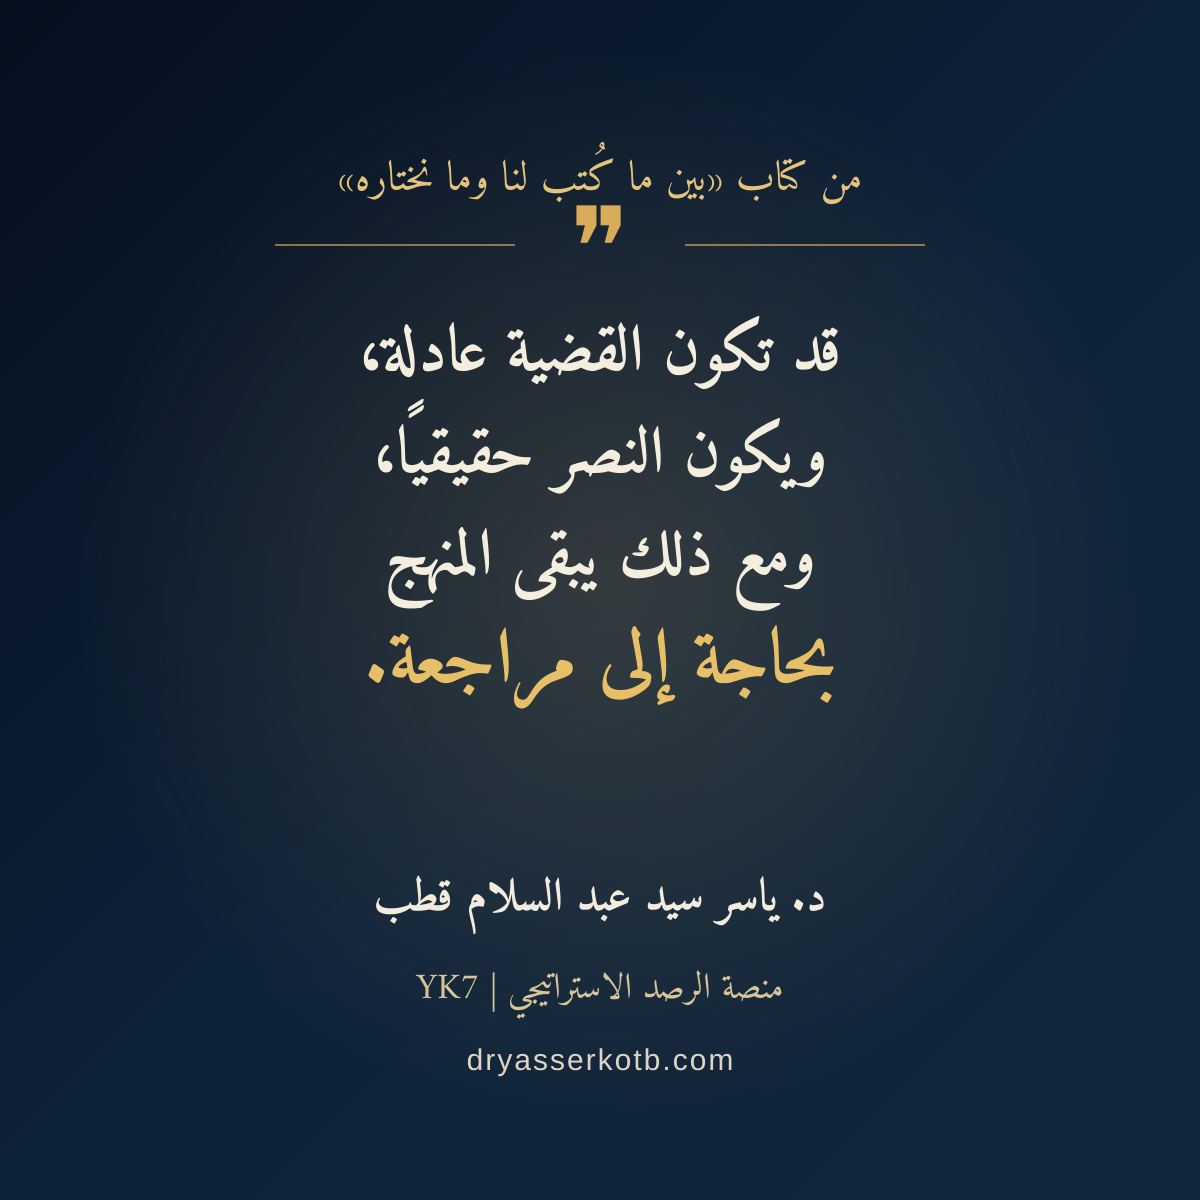 من كتاب «بين ما كُتب لنا وما نختاره»
”
قد تكون القضية عادلة،
ويكون النصر حقيقيًا،
ومع ذلك يبقى المنهج
بحاجة إلى مراجعة.
د. ياسر سيد عبد السلام قطب
منصة الرصد الاستراتيجي | YK7
dryasserkotb.com